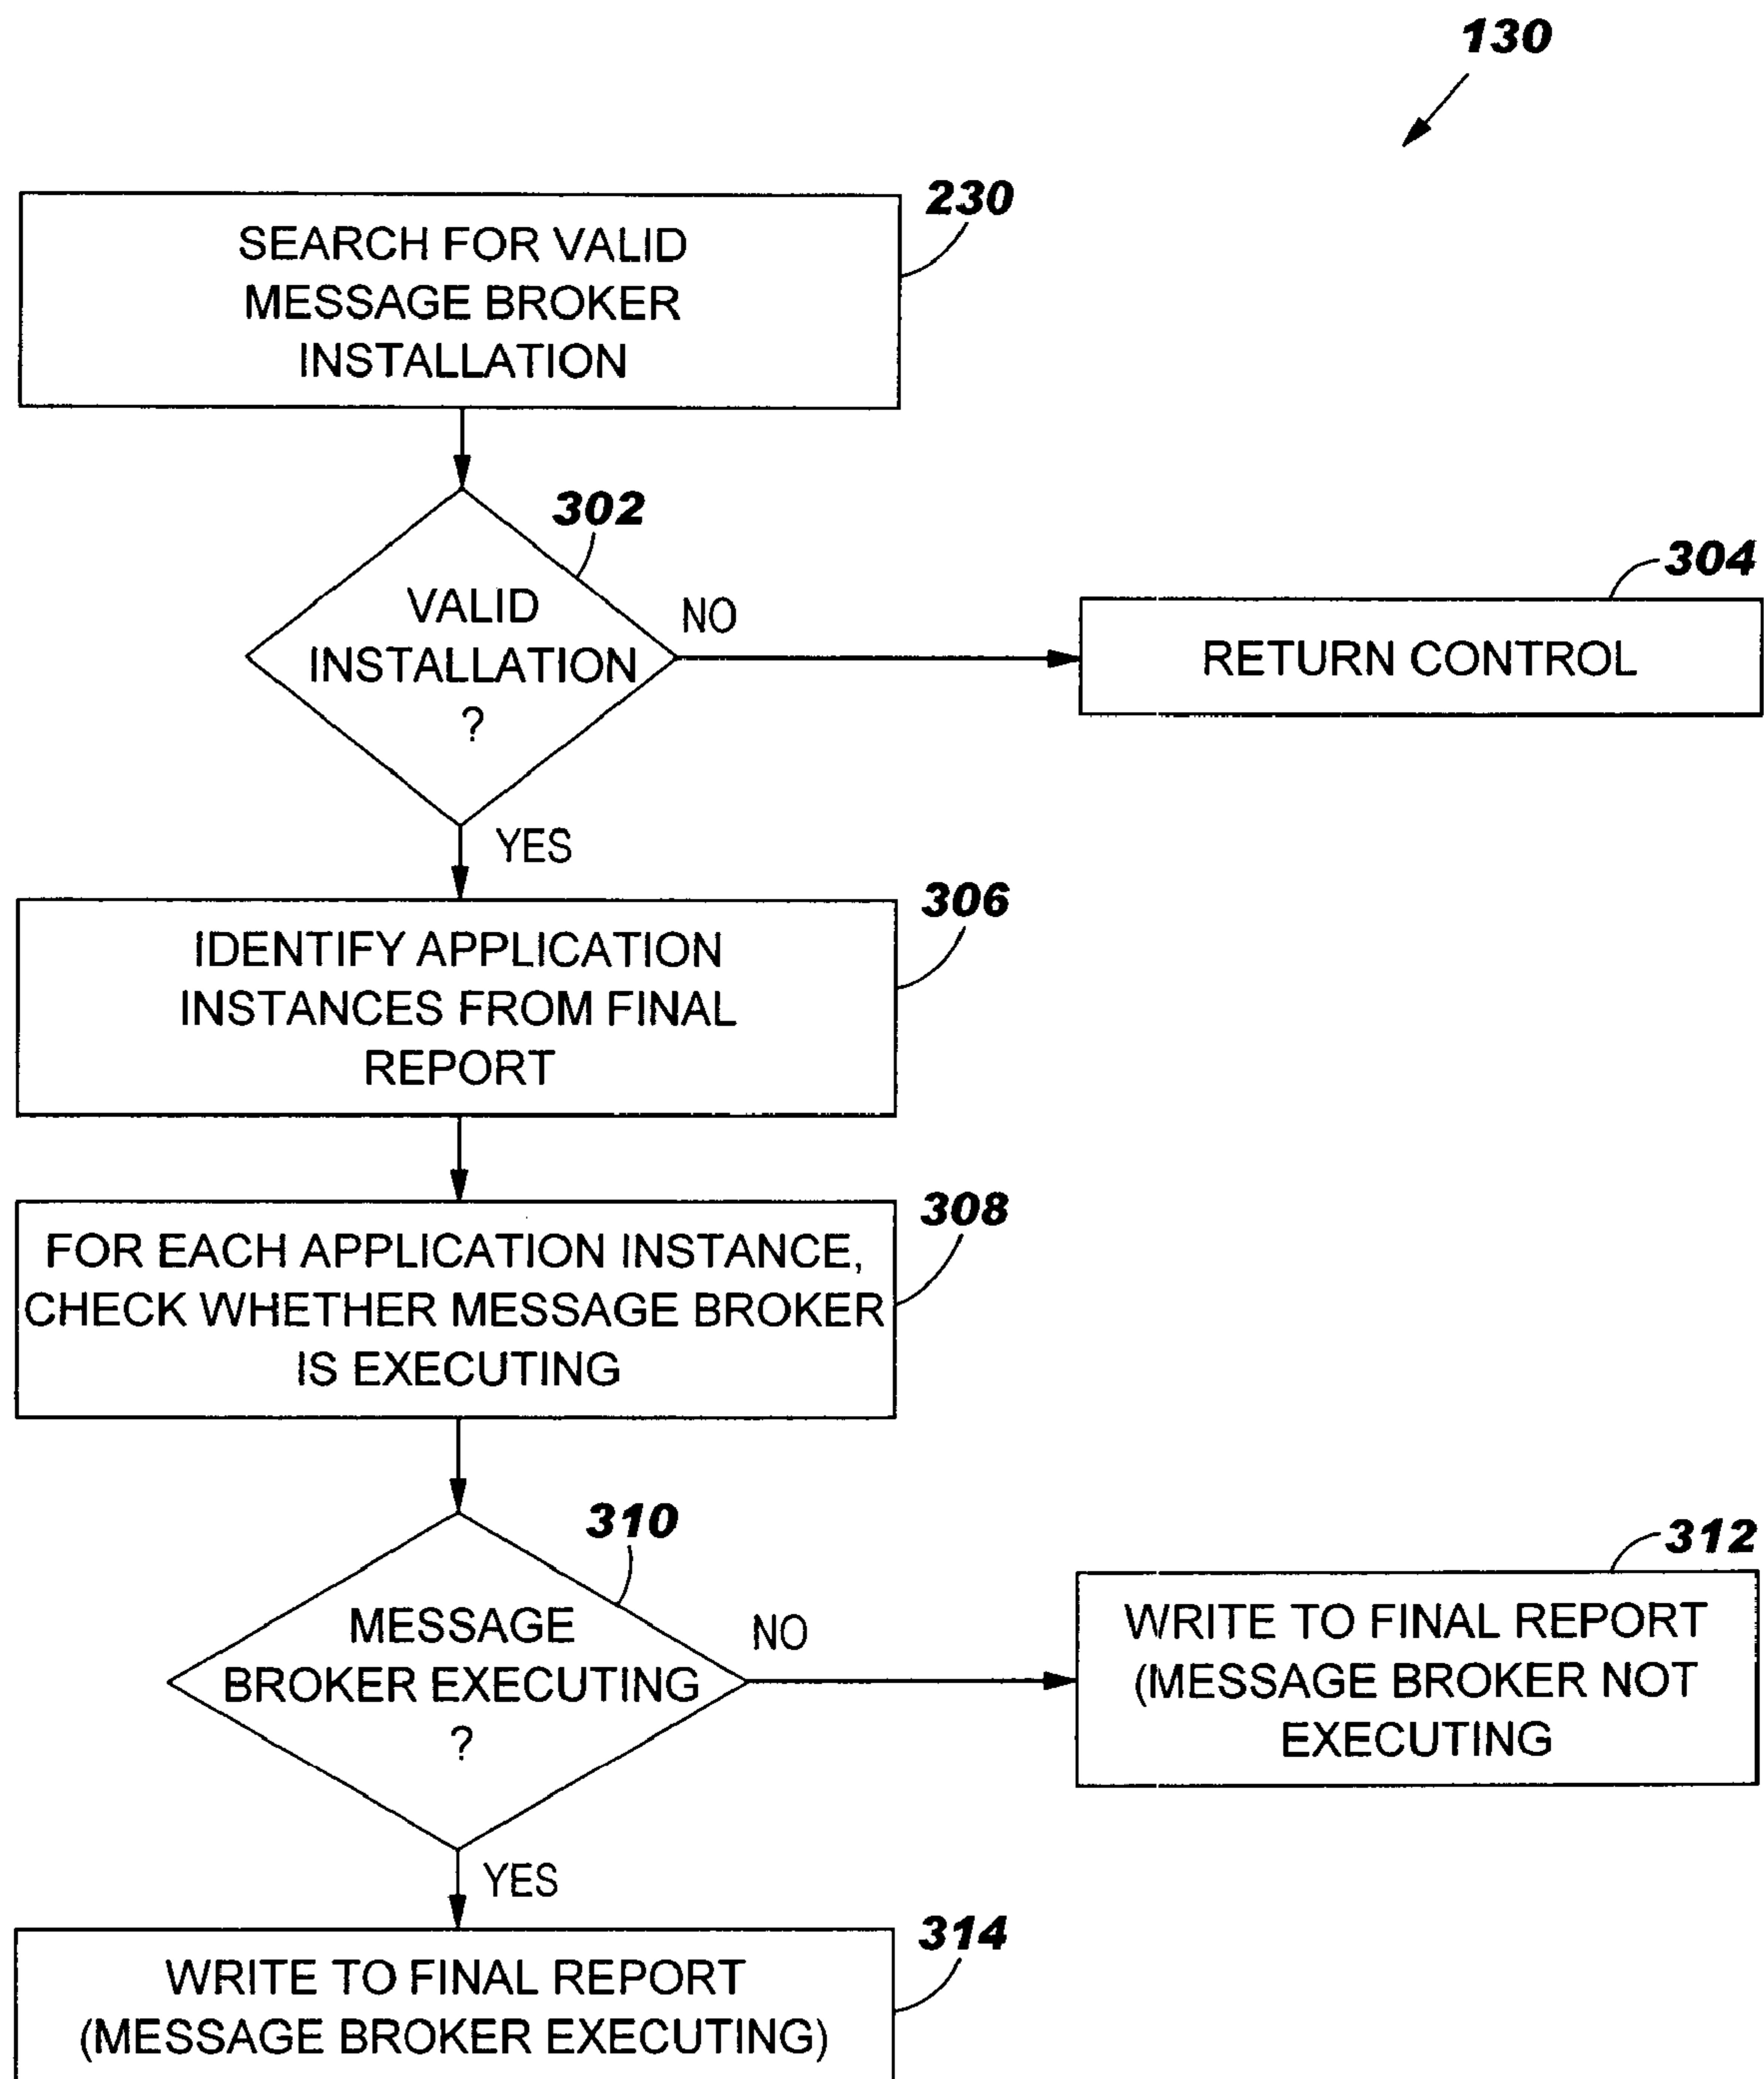 130
230
SEARCH FOR VALID
MESSAGE BROKER
INSTALLATION
302
VALID
INSTALLATION
?
NO
304
RETURN CONTROL
YES
306
IDENTIFY APPLICATION
INSTANCES FROM FINAL
REPORT
308
FOR EACH APPLICATION INSTANCE,
CHECK WHETHER MESSAGE BROKER
IS EXECUTING
310
MESSAGE
BROKER EXECUTING
?
NO
312
WRITE TO FINAL REPORT
(MESSAGE BROKER NOT
EXECUTING
YES
314
WRITE TO FINAL REPORT
(MESSAGE BROKER EXECUTING)